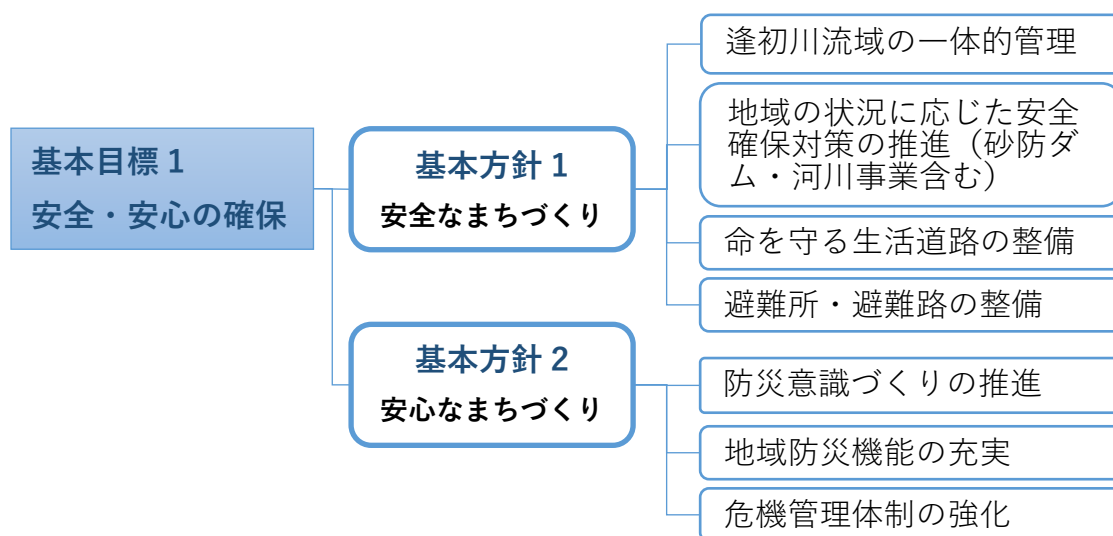 基本目標 1
安全・安心の確保
基本方針 1
安全なまちづくり
逢初川流域の一体的管理
地域の状況に応じた安全
確保対策の推進（砂防ダ
ム・河川事業含む）
命を守る生活道路の整備
避難所・避難路の整備
基本方針 2
安心なまちづくり
防災意識づくりの推進
地域防災機能の充実
危機管理体制の強化